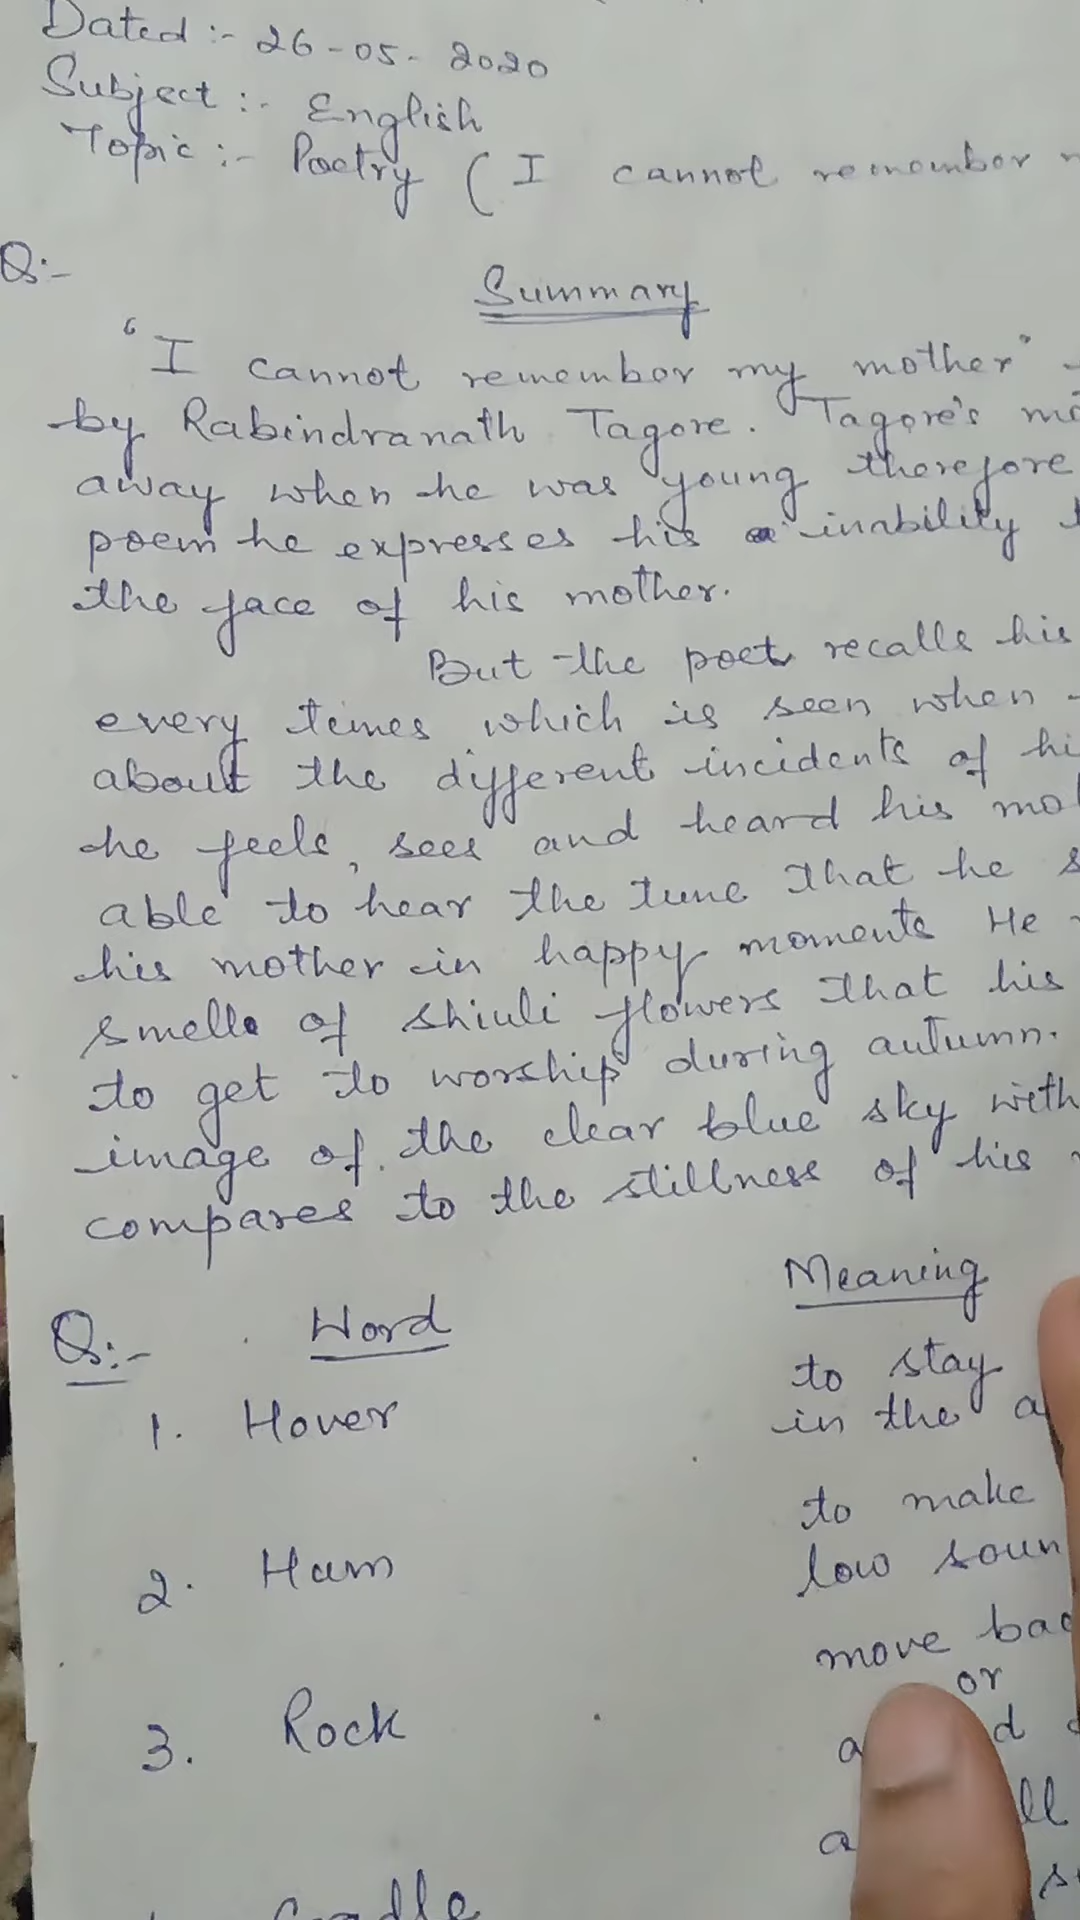 Dated :- 26-05-2020
Subject :- English
Topic :- Poetry ( I cannot remember
Q:-
Summary
"I cannot remember my mother"
by Rabindranath Tagore. Tagore's
away when he was young therefore
poem he expresses his inability
the face of his mother.
But the poet recalls his
every times which is seen when
about the different incidents of
he feels, sees and heard his
able to hear the tune that he
his mother in happy moments He
smells of shiuli flowers that his
to get to worship during autumn.
image of the clear blue sky with
compares to the stillness of his
Q:- Word Meaning
1. Hover to stay
in the
2. Hum to make
low
3. Rock move
or